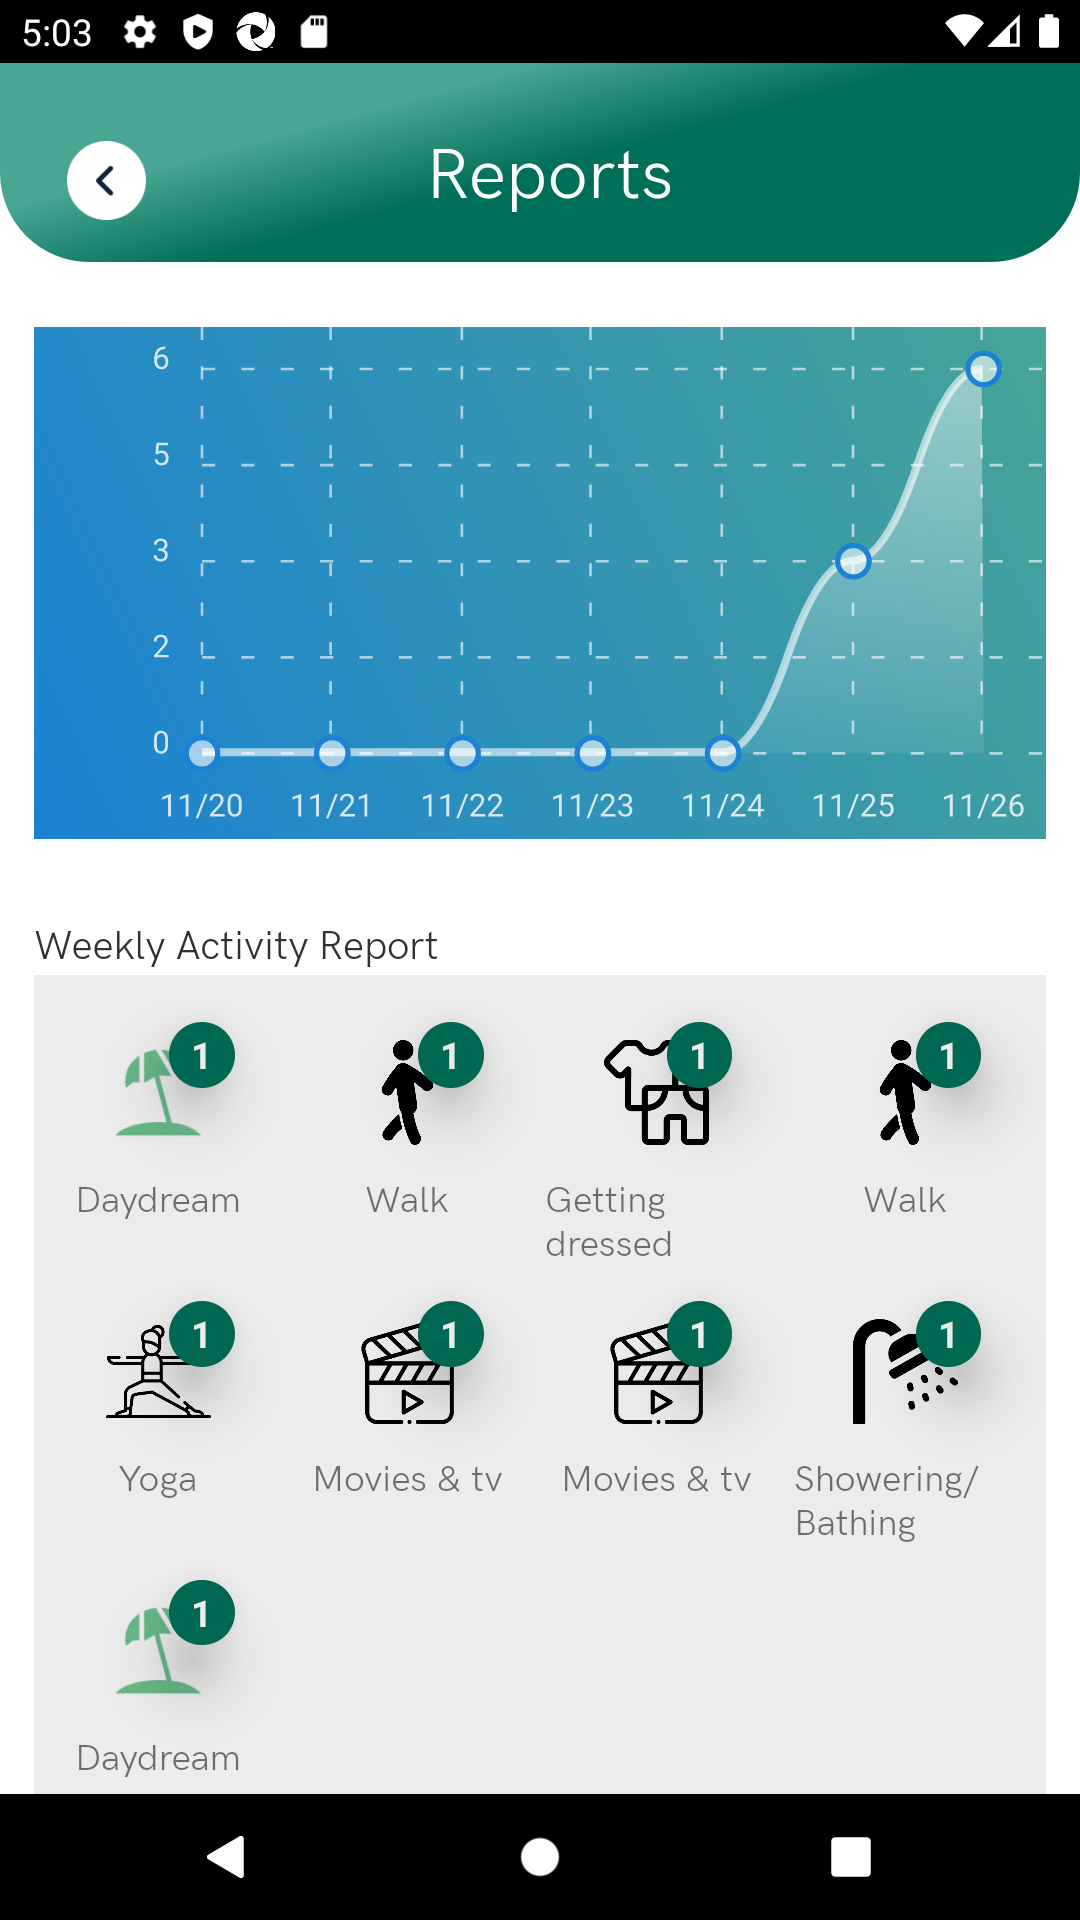 5:03
Reports
6
5
3
2
0
11/20 11/21 11/22 11/23 11/24 11/25 11/26
Weekly Activity Report
1 1 1 1
Daydream Walk Getting dressed Walk
1 1 1 1
Yoga Movies & tv Movies & tv Showering/ Bathing
1
Daydream